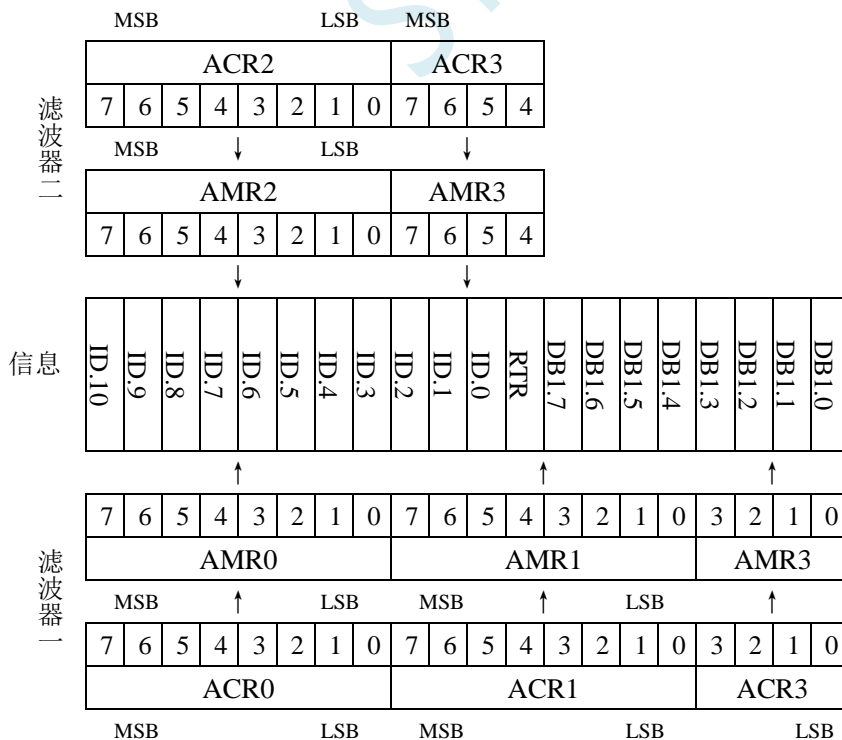 MSB LSB MSB
ACR2 ACR3
7 6 5 4 3 2 1 0 7 6 5 4
滤波器二
MSB LSB
AMR2 AMR3
7 6 5 4 3 2 1 0 7 6 5 4
信息
ID.10 ID.9 ID.8 ID.7 ID.6 ID.5 ID.4 ID.3 ID.2 ID.1 ID.0 RTR DB1.7 DB1.6 DB1.5 DB1.4 DB1.3 DB1.2 DB1.1 DB1.0
7 6 5 4 3 2 1 0 7 6 5 4 3 2 1 0 3 2 1 0
AMR0 AMR1 AMR3
滤波器一
MSB LSB MSB LSB
7 6 5 4 3 2 1 0 7 6 5 4 3 2 1 0 3 2 1 0
ACR0 ACR1 ACR3
MSB LSB MSB LSB LSB